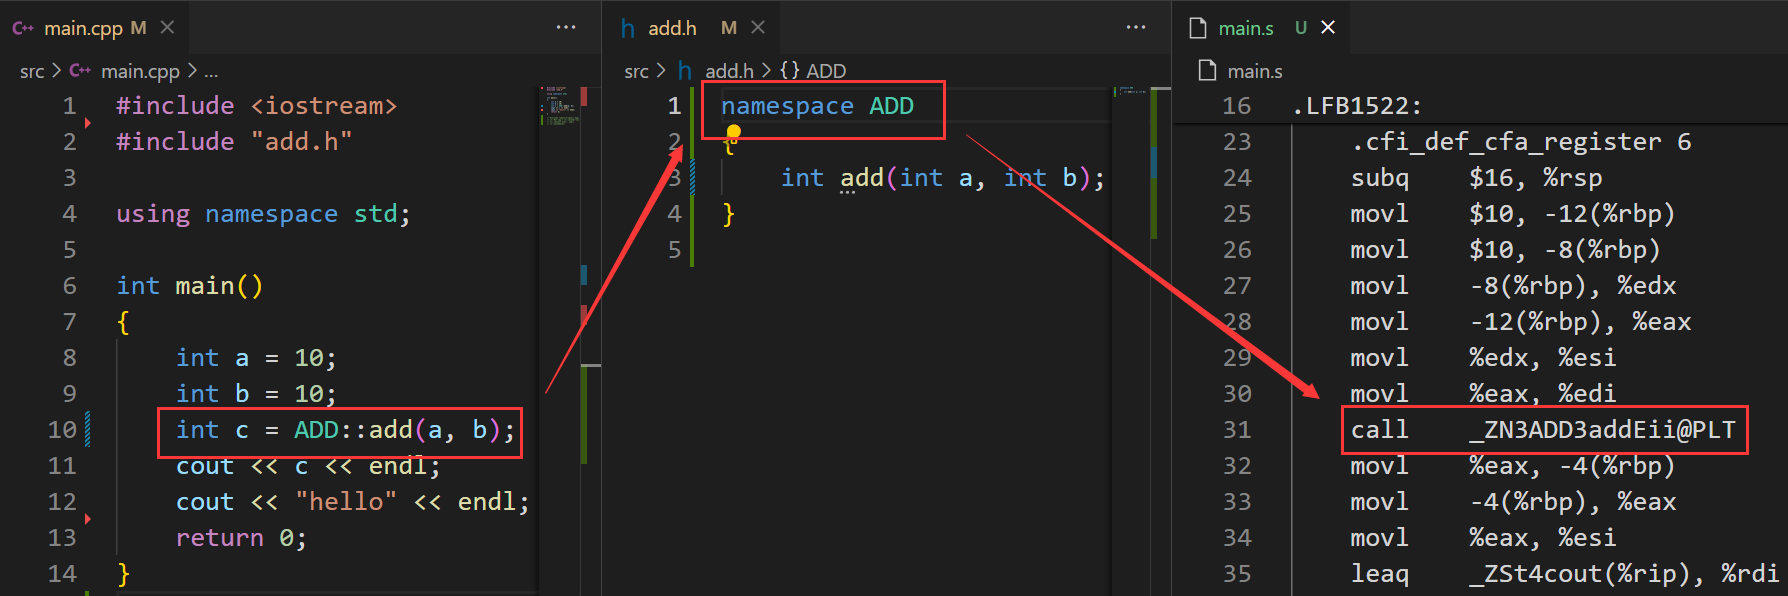 main.cpp M
src > main.cpp > ...
1 #include <iostream>
2 #include "add.h"
3
4 using namespace std;
5
6 int main()
7 {
8 int a = 10;
9 int b = 10;
10 int c = ADD::add(a, b);
11 cout << c << endl;
12 cout << "hello" << endl;
13 return 0;
14 }
h add.h M
src > h add.h > {} ADD
1 namespace ADD
2 {
3 int add(int a, int b);
4 }
5
main.s U
main.s
16 .LFB1522:
23 .cfi_def_cfa_register 6
24 subq $16, %rsp
25 movl $10, -12(%rbp)
26 movl $10, -8(%rbp)
27 movl -8(%rbp), %edx
28 movl -12(%rbp), %eax
29 movl %edx, %esi
30 movl %eax, %edi
31 call _ZN3ADD3addEii@PLT
32 movl %eax, -4(%rbp)
33 movl -4(%rbp), %eax
34 movl %eax, %esi
35 leaq _ZSt4cout(%rip), %rdi